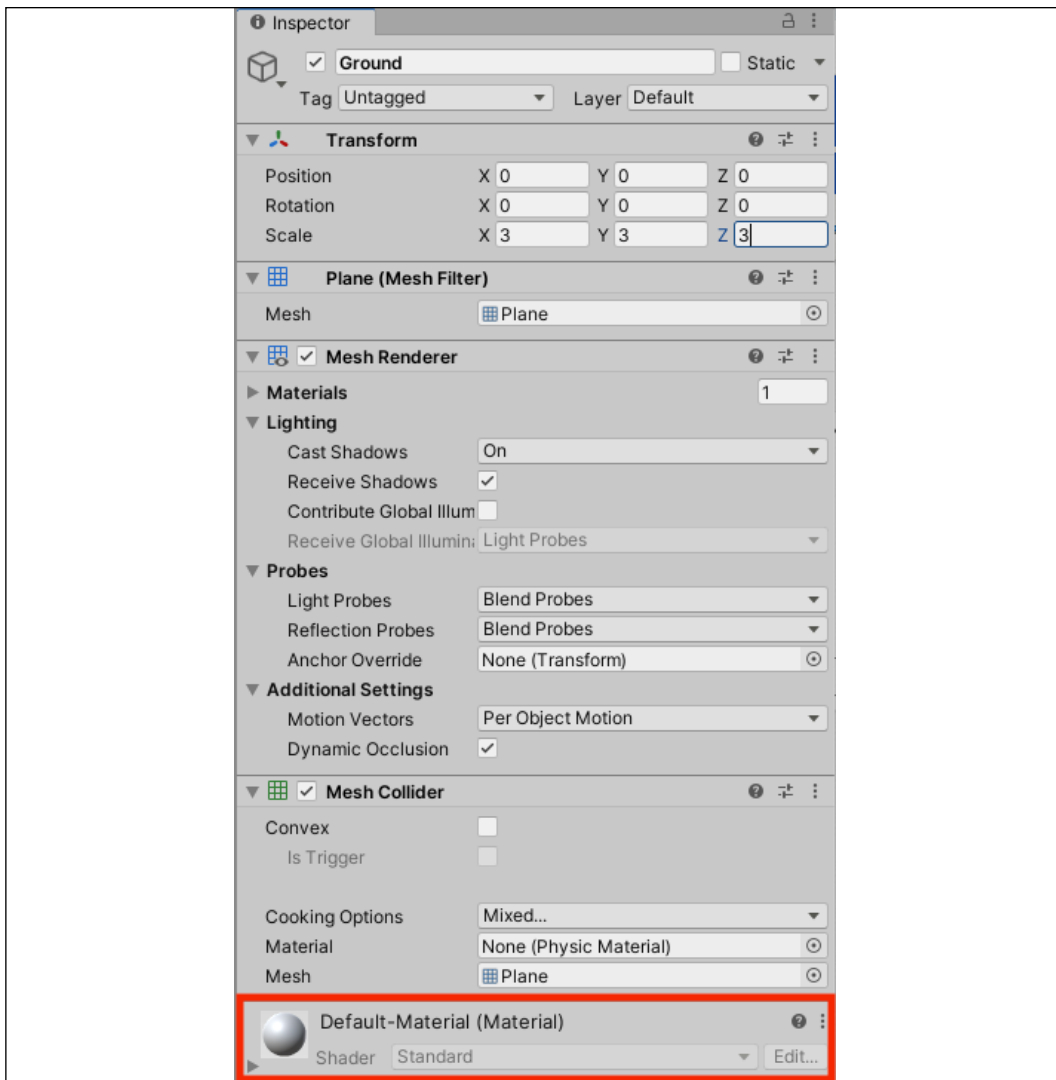 Inspector
Ground Static
Tag Untagged Layer Default
Transform
Position X 0 Y 0 Z 0
Rotation X 0 Y 0 Z 0
Scale X 3 Y 3 Z 3
Plane (Mesh Filter)
Mesh Plane
Mesh Renderer
Materials 1
Lighting
Cast Shadows On
Receive Shadows
Contribute Global Illum
Receive Global Illumina Light Probes
Probes
Light Probes Blend Probes
Reflection Probes Blend Probes
Anchor Override None (Transform)
Additional Settings
Motion Vectors Per Object Motion
Dynamic Occlusion
Mesh Collider
Convex
Is Trigger
Cooking Options Mixed...
Material None (Physic Material)
Mesh Plane
Default-Material (Material)
Shader Standard Edit...